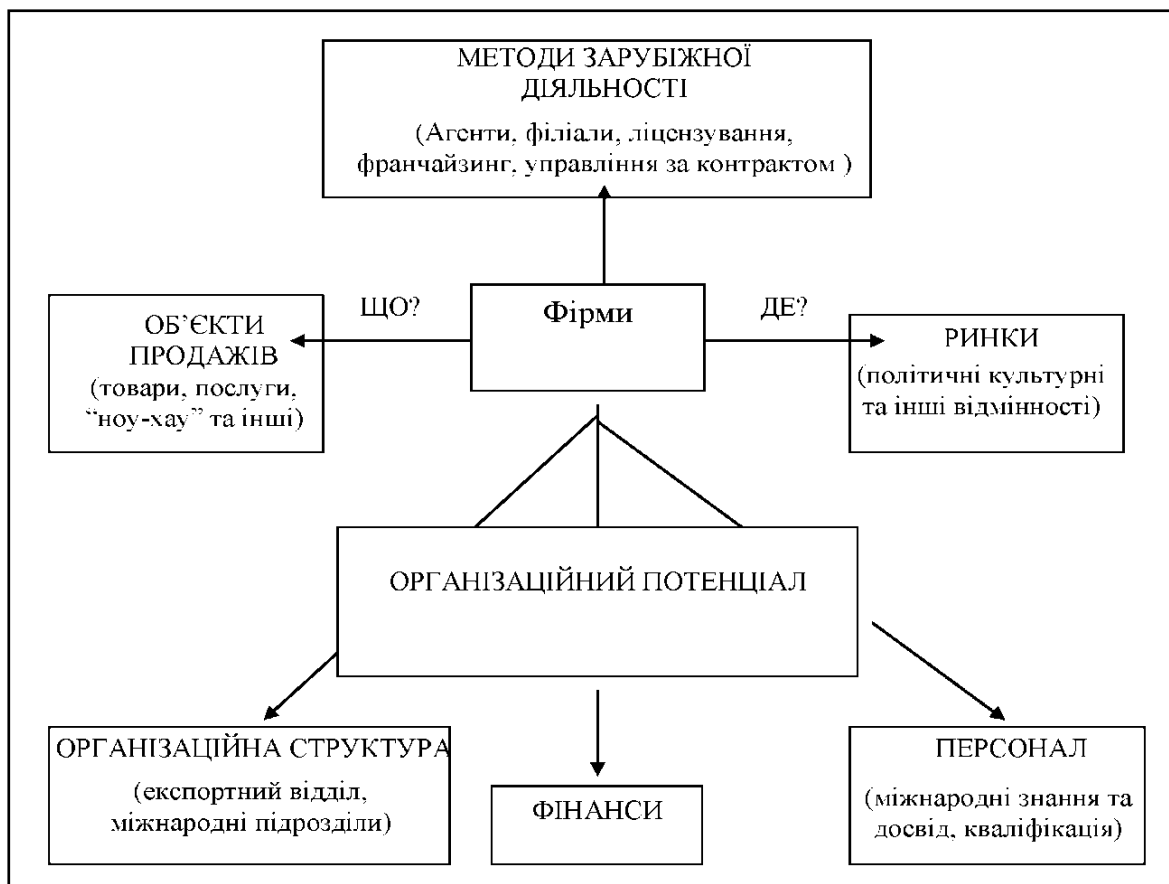 МЕТОДИ ЗАРУБІЖНОЇ
ДІЯЛЬНОСТІ
(Агенти, філіали, ліцензування,
франчайзинг, управління за контрактом )
ЩО?
Фірми
ДЕ?
ОБ’ЄКТИ
ПРОДАЖІВ
(товари, послуги,
“ноу-хау” та інші)
РИНКИ
(політичні культурні
та інші відмінності)
ОРГАНІЗАЦІЙНИЙ ПОТЕНЦІАЛ
ОРГАНІЗАЦІЙНА СТРУКТУРА
(експортний відділ,
міжнародні підрозділи)
ФІНАНСИ
ПЕРСОНАЛ
(міжнародні знання та
досвід, кваліфікація)